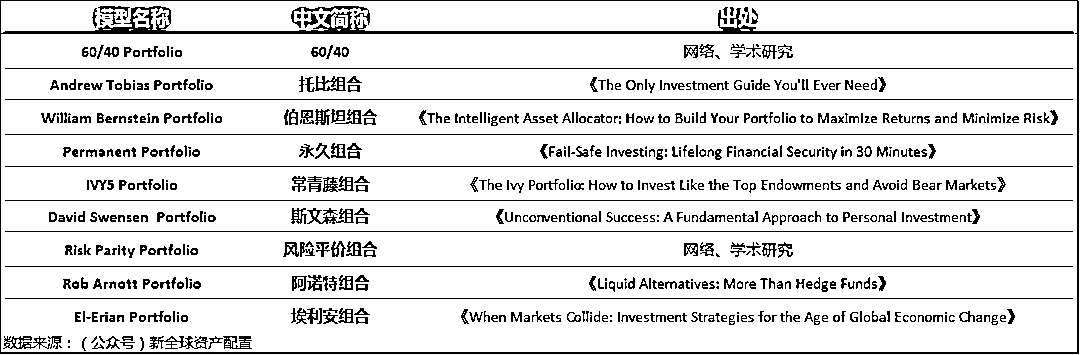 模型名称 中文简称 出处
60/40 Portfolio 60/40 网络、学术研究
Andrew Tobias Portfolio 托比组合 《The Only Investment Guide You'll Ever Need》
William Bernstein Portfolio 伯恩斯坦组合 《The Intelligent Asset Allocator: How to Build Your Portfolio to Maximize Returns and Minimize Risk》
Permanent Portfolio 永久组合 《Fail-Safe Investing: Lifelong Financial Security in 30 Minutes》
IVY5 Portfolio 常青藤组合 《The Ivy Portfolio: How to Invest Like the Top Endowments and Avoid Bear Markets》
David Swensen Portfolio 斯文森组合 《Unconventional Success: A Fundamental Approach to Personal Investment》
Risk Parity Portfolio 风险平价组合 网络、学术研究
Rob Arnott Portfolio 阿诺特组合 《Liquid Alternatives: More Than Hedge Funds》
El-Erian Portfolio 埃利安组合 《When Markets Collide: Investment Strategies for the Age of Global Economic Change》
数据来源：（公众号）新全球资产配置